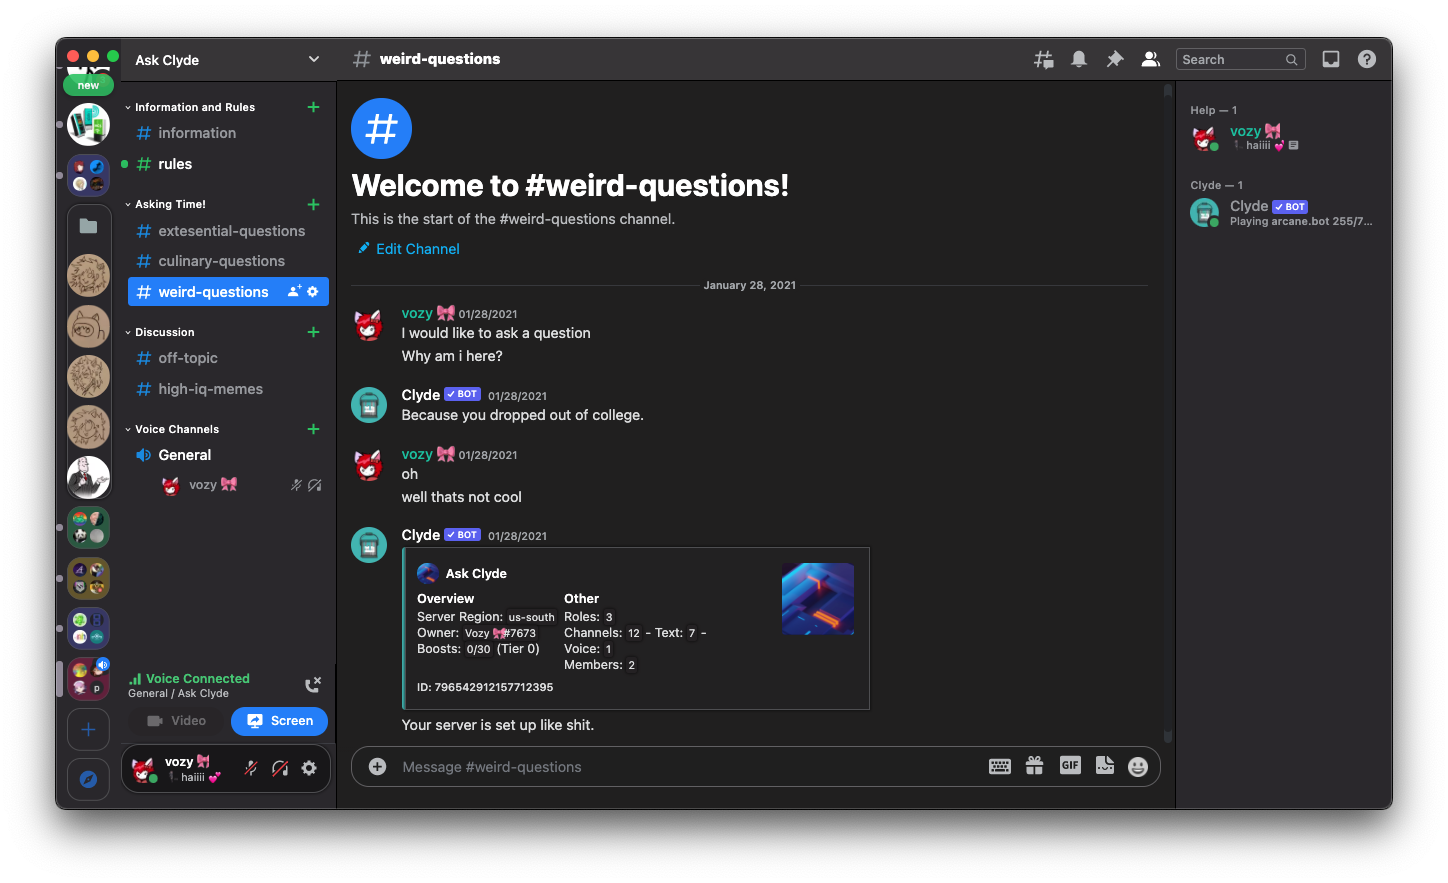 new
Ask Clyde
Information and Rules
information
rules
Asking Time!
extesential-questions
culinary-questions
weird-questions
Discussion
off-topic
high-iq-memes
Voice Channels
General
vozy
Voice Connected
General / Ask Clyde
Video
Screen
vozy
haiiii
p
# weird-questions
Search
#
Welcome to #weird-questions!
This is the start of the #weird-questions channel.
Edit Channel
January 28, 2021
vozy 01/28/2021
I would like to ask a question
Why am i here?
Clyde BOT 01/28/2021
Because you dropped out of college.
vozy 01/28/2021
oh
well thats not cool
Clyde BOT 01/28/2021
Ask Clyde
Overview
Server Region: us-south
Owner: Vozy 🎀#7673
Boosts: 0/30 (Tier 0)
Other
Roles: 3
Channels: 12 - Text: 7 -
Voice: 1
Members: 2
ID: 796542912157712395
Your server is set up like shit.
Message #weird-questions
GIF
Help — 1
vozy
haiiii
Clyde — 1
Clyde BOT
Playing arcane.bot 255/7...